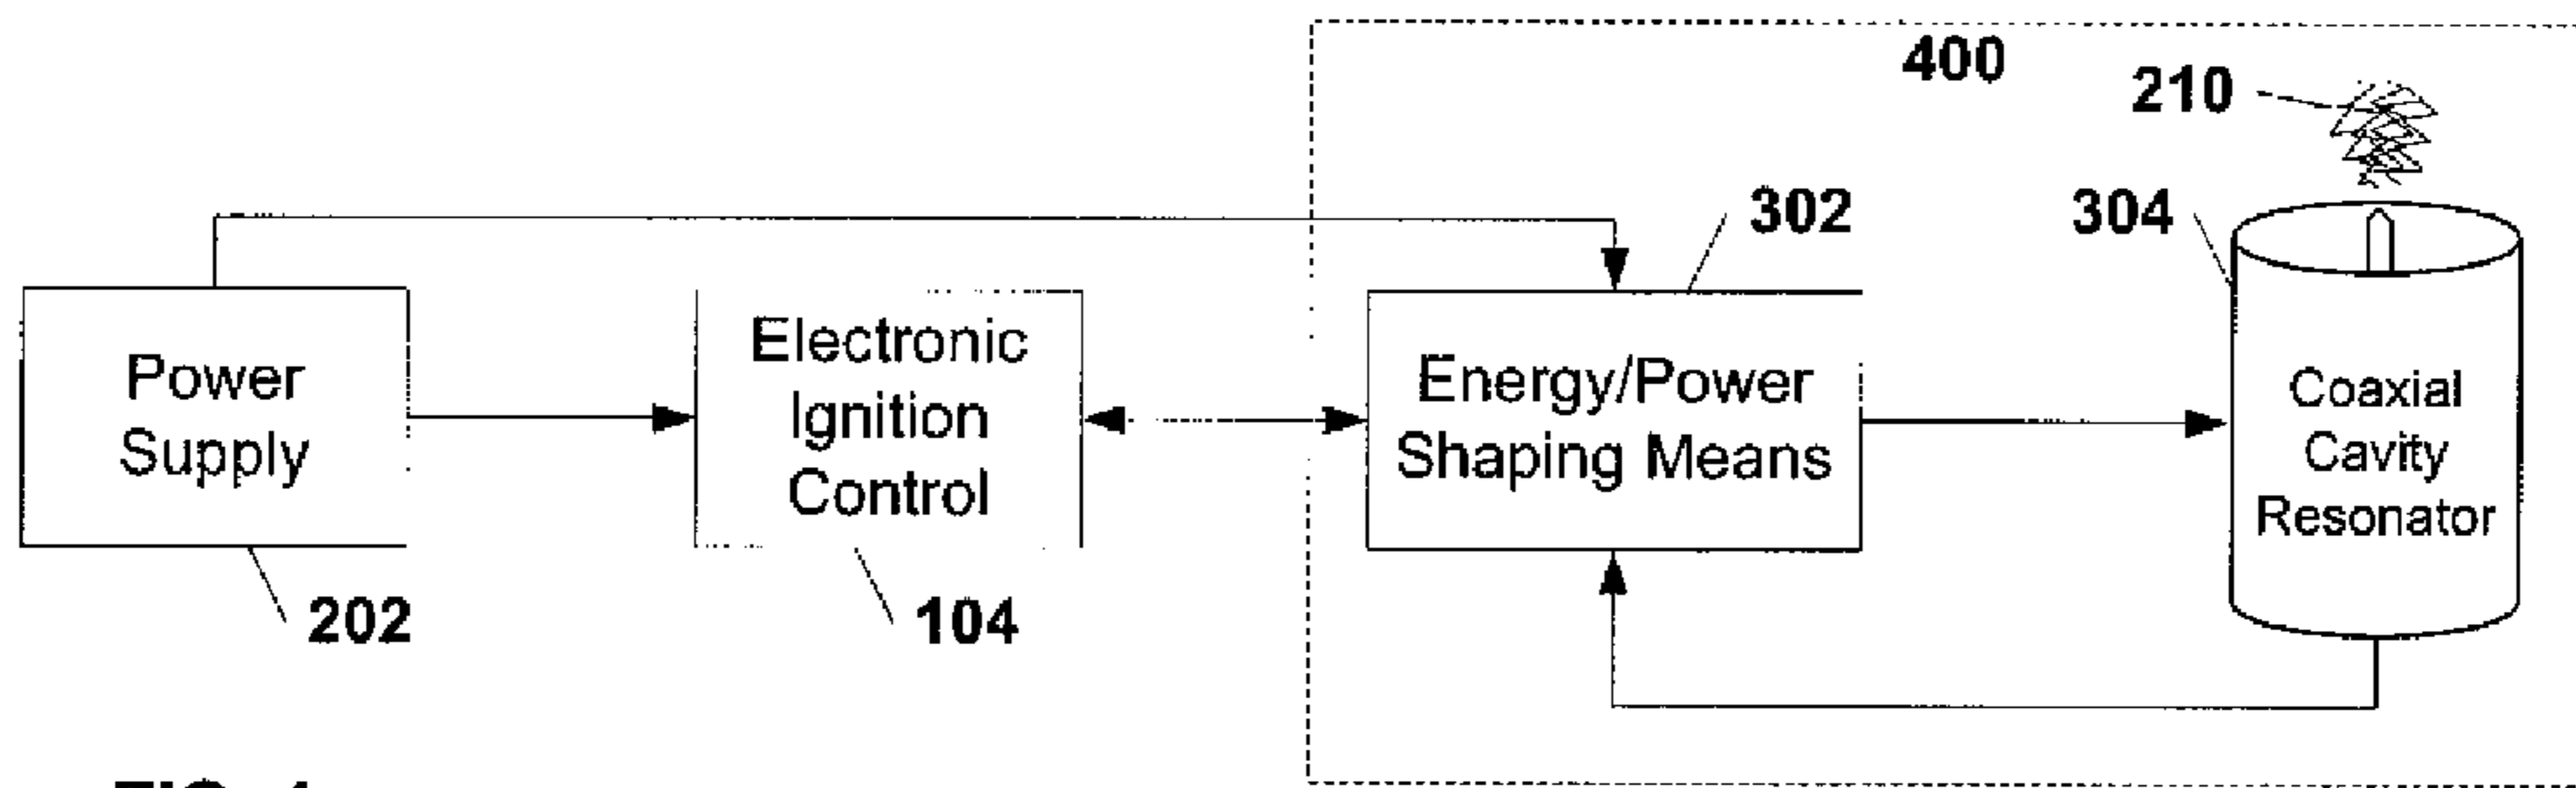 400
210
302
304
Power
Supply
Electronic
Ignition
Control
Energy/Power
Shaping Means
Coaxial
Cavity
Resonator
202
104